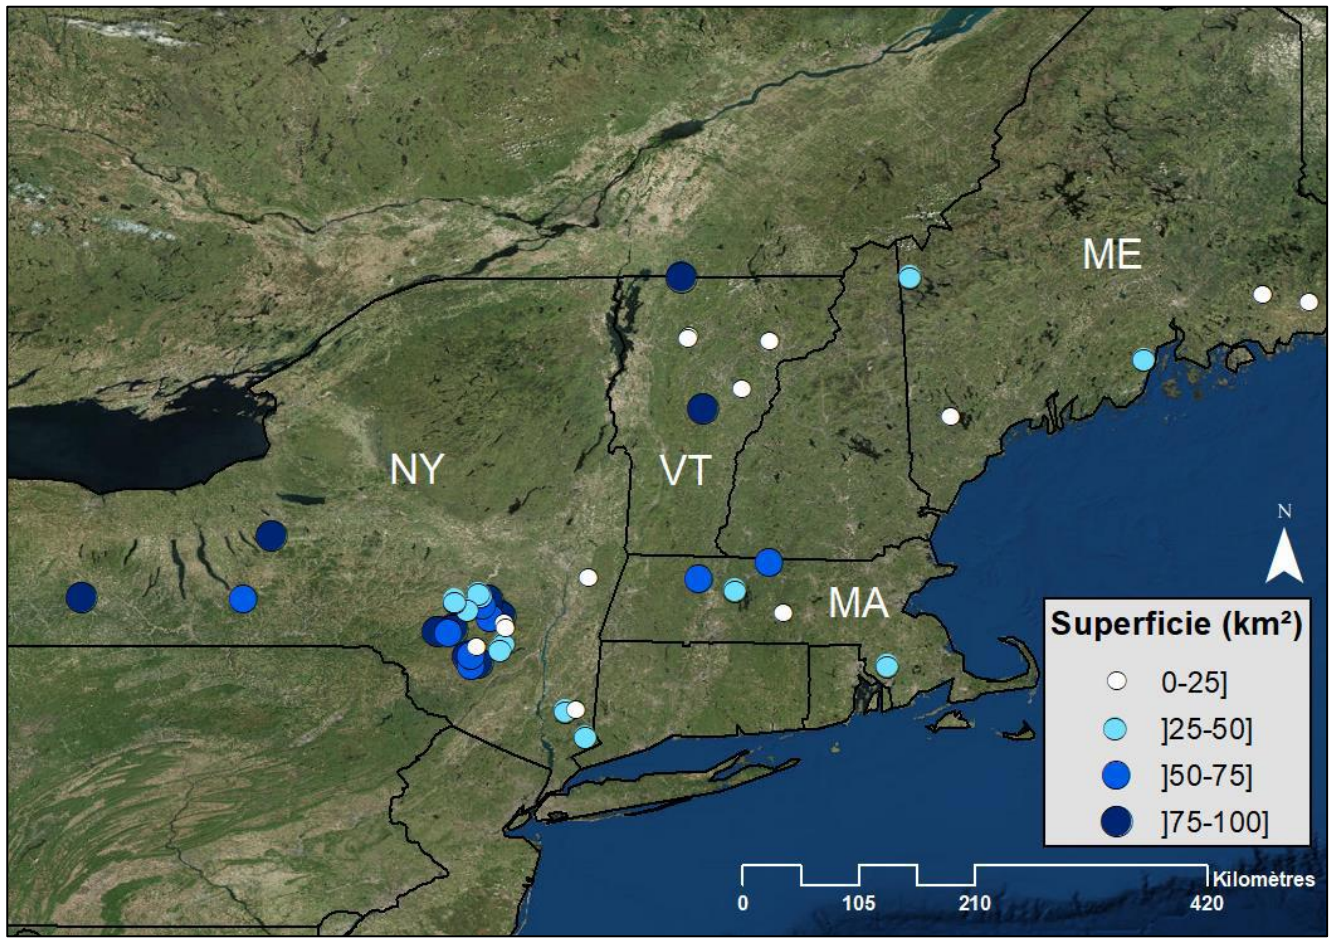 ME
NY
VT
MA
N
Superficie (km²)
0-25]
]25-50]
]50-75]
]75-100]
Kilomètres
0 105 210 420